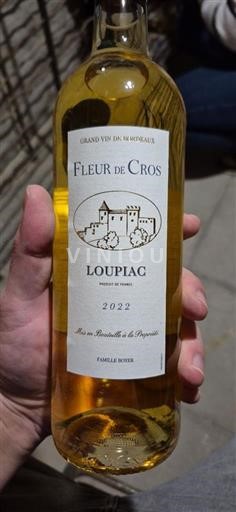 GRAND VIN DE BORDEAUX
FLEUR DE CROS
VINIOU
LOUPIAC
PRODUIT DE FRANCE
2022
Mis en Bouteille à la Propriété
FAMILLE BOYER